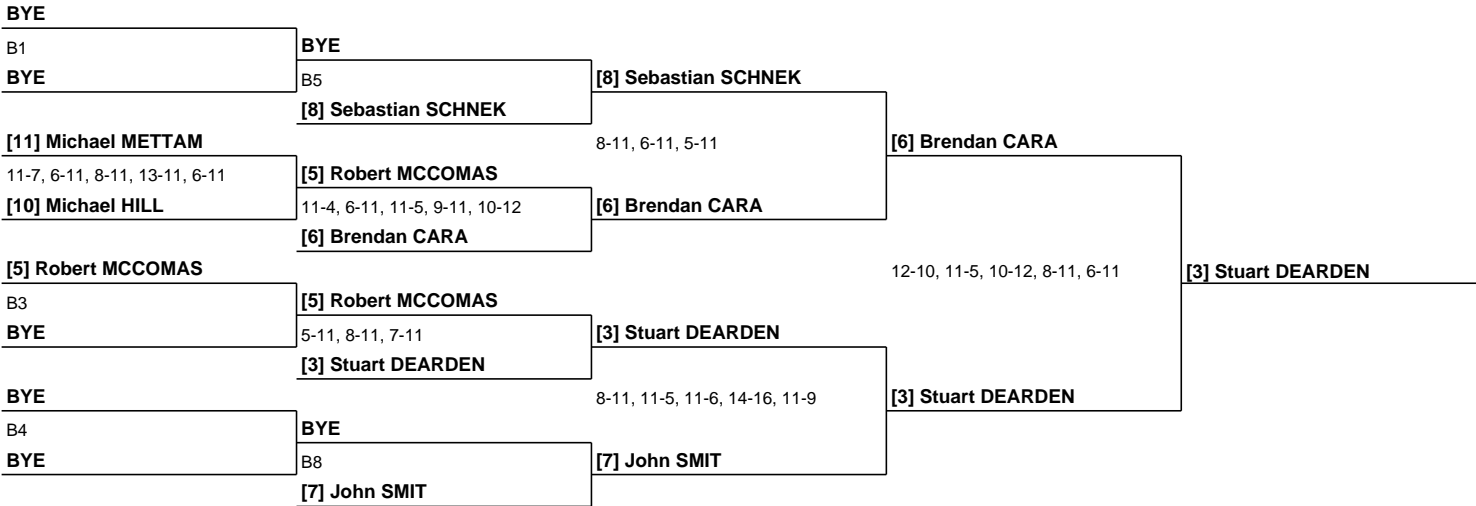 BYE
B1
BYE
BYE
B5
[8] Sebastian SCHNEK
[8] Sebastian SCHNEK
8-11, 6-11, 5-11
[6] Brendan CARA
[11] Michael METTAM
11-7, 6-11, 8-11, 13-11, 6-11
[10] Michael HILL
[5] Robert MCCOMAS
11-4, 6-11, 11-5, 9-11, 10-12
[6] Brendan CARA
[6] Brendan CARA
12-10, 11-5, 10-12, 8-11, 6-11
[3] Stuart DEARDEN
[5] Robert MCCOMAS
B3
BYE
[5] Robert MCCOMAS
5-11, 8-11, 7-11
[3] Stuart DEARDEN
[3] Stuart DEARDEN
8-11, 11-5, 11-6, 14-16, 11-9
[3] Stuart DEARDEN
BYE
B4
BYE
BYE
B8
[7] John SMIT
[7] John SMIT